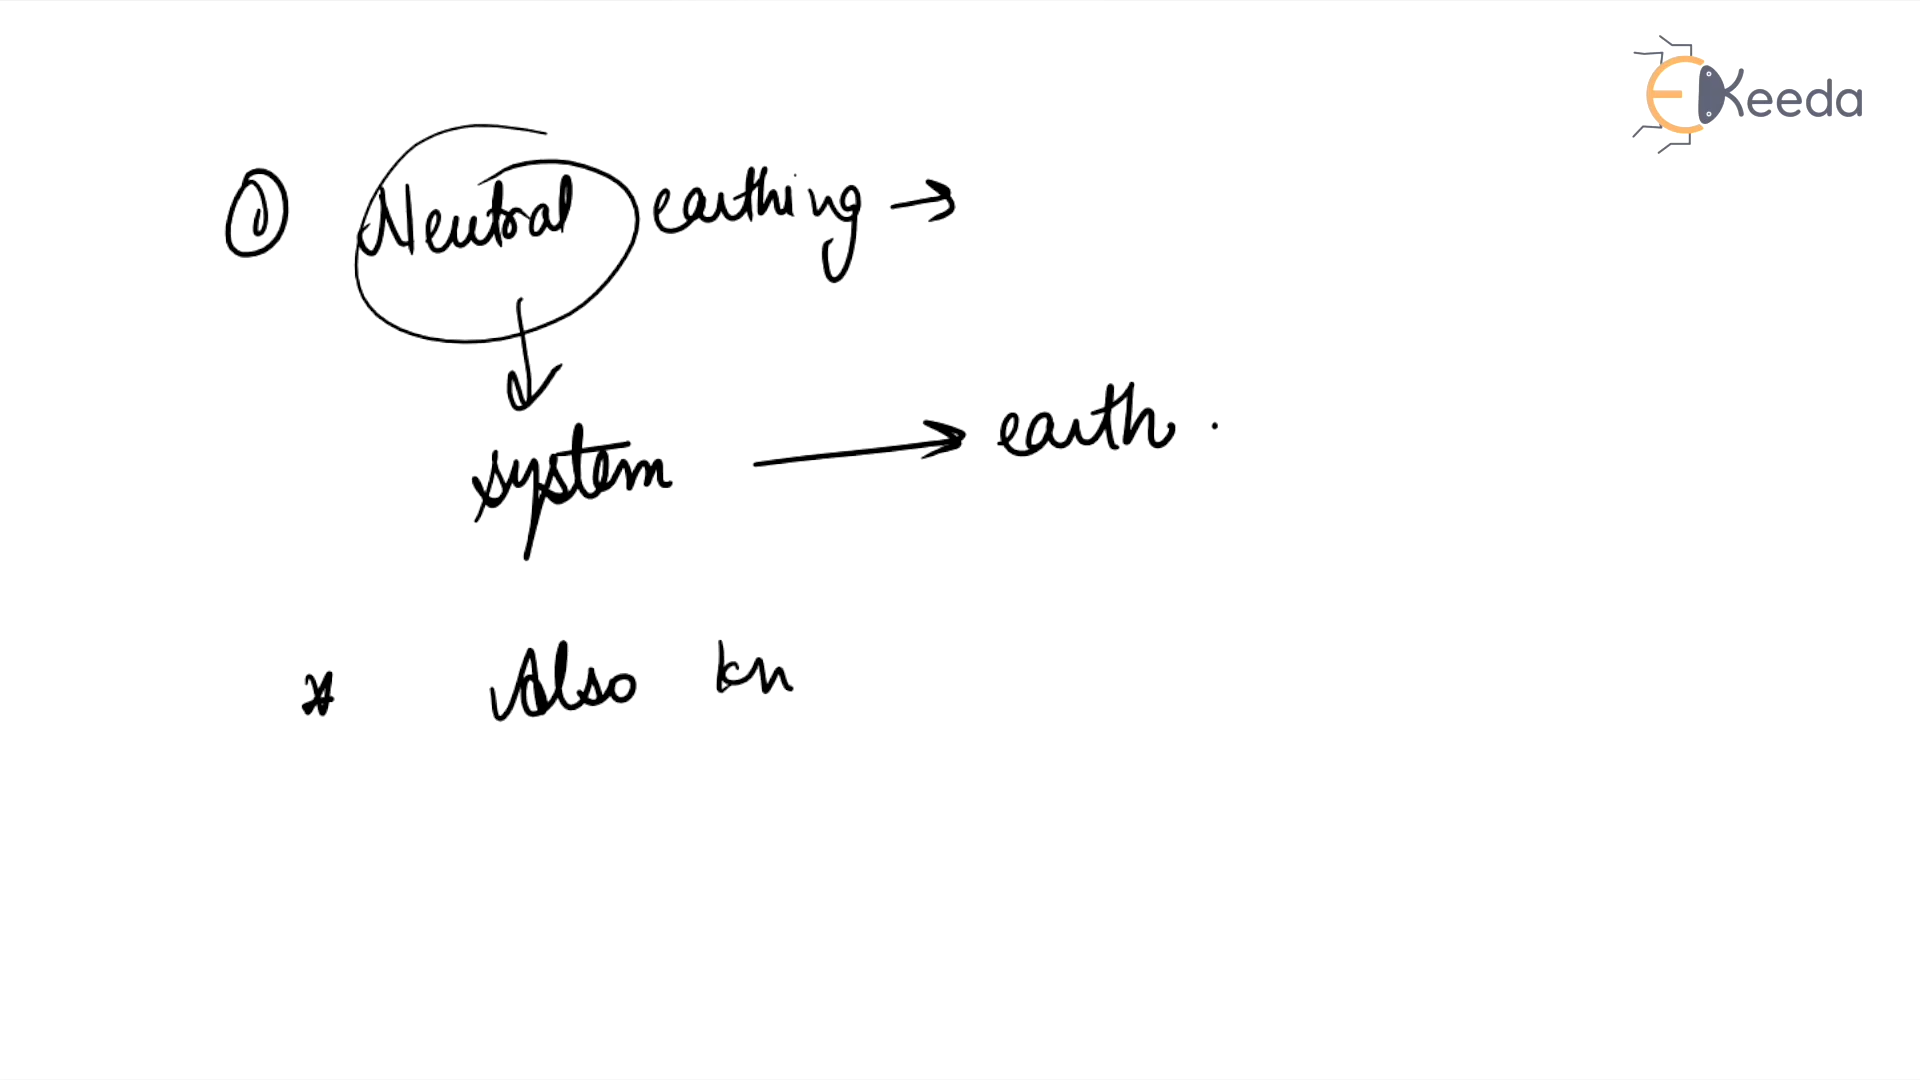 EKeeda
① Neutral earthing →
system → earth.
* Also kn